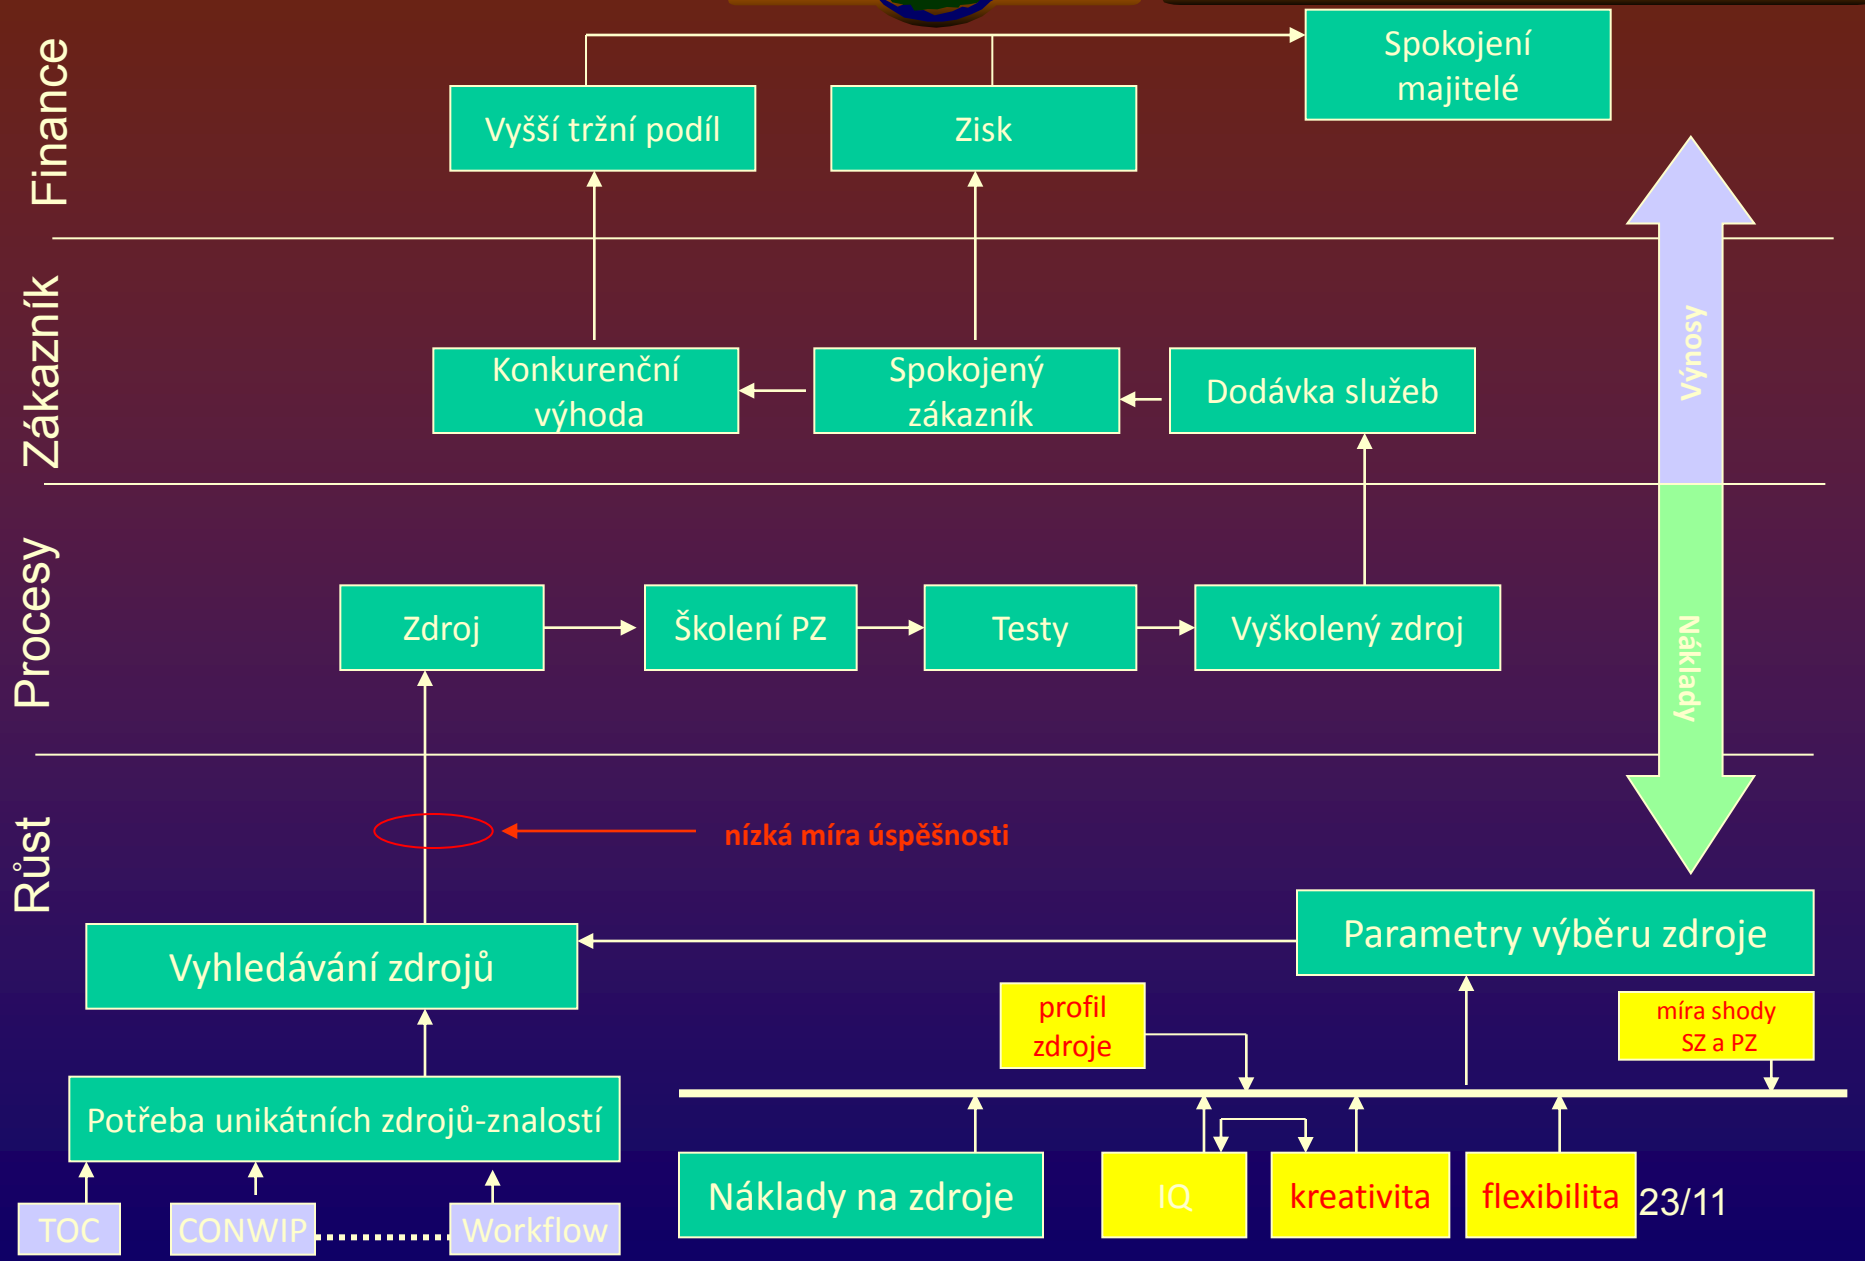 Finance
Spokojení
majitelé
Vyšší tržní podíl
Zisk
Zákazník
Výnosy
Konkurenční
výhoda
Spokojený
zákazník
Dodávka služeb
Procesy
Zdroj
Školení PZ
Testy
Vyškolený zdroj
Náklady
Růst
nízká míra úspěšnosti
Parametry výběru zdroje
Vyhledávání zdrojů
profil
zdroje
míra shody
SZ a PZ
Potřeba unikátních zdrojů-znalostí
Náklady na zdroje
IQ
kreativita
flexibilita
23/11
TOC
CONWIP
Workflow